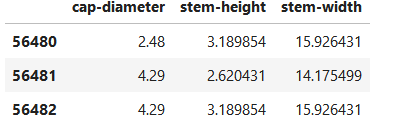 cap-diameter stem-height stem-width
56480 2.48 3.189854 15.926431
56481 4.29 2.620431 14.175499
56482 4.29 3.189854 15.926431